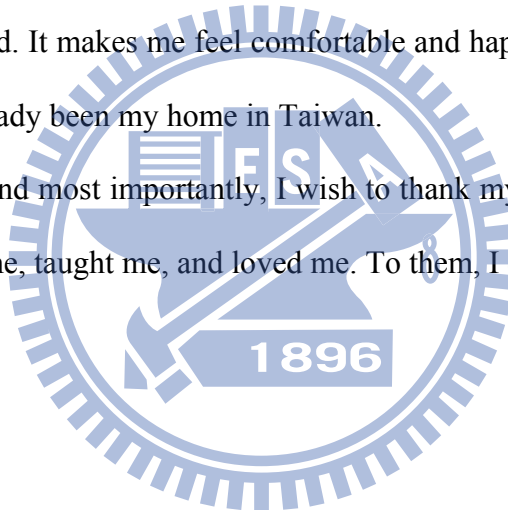 d. It makes me feel comfortable and hap
ady been my home in Taiwan.
E S A
nd most importantly, I wish to thank my
8
e, taught me, and loved me. To them, I
1896